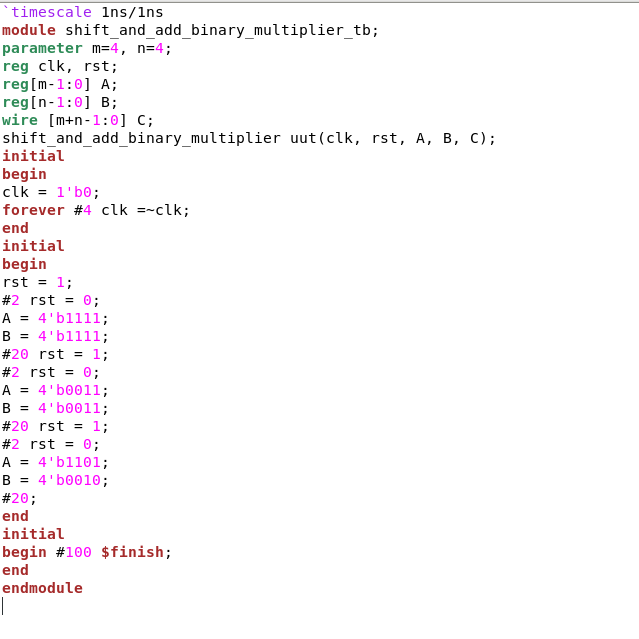 `timescale 1ns/1ns
module shift_and_add_binary_multiplier_tb;
parameter m=4, n=4;
reg clk, rst;
reg[m-1:0] A;
reg[n-1:0] B;
wire [m+n-1:0] C;
shift_and_add_binary_multiplier uut(clk, rst, A, B, C);
initial
begin
clk = 1'b0;
forever #4 clk =~clk;
end
initial
begin
rst = 1;
#2 rst = 0;
A = 4'b1111;
B = 4'b1111;
#20 rst = 1;
#2 rst = 0;
A = 4'b0011;
B = 4'b0011;
#20 rst = 1;
#2 rst = 0;
A = 4'b1101;
B = 4'b0010;
#20;
end
initial
begin #100 $finish;
end
endmodule